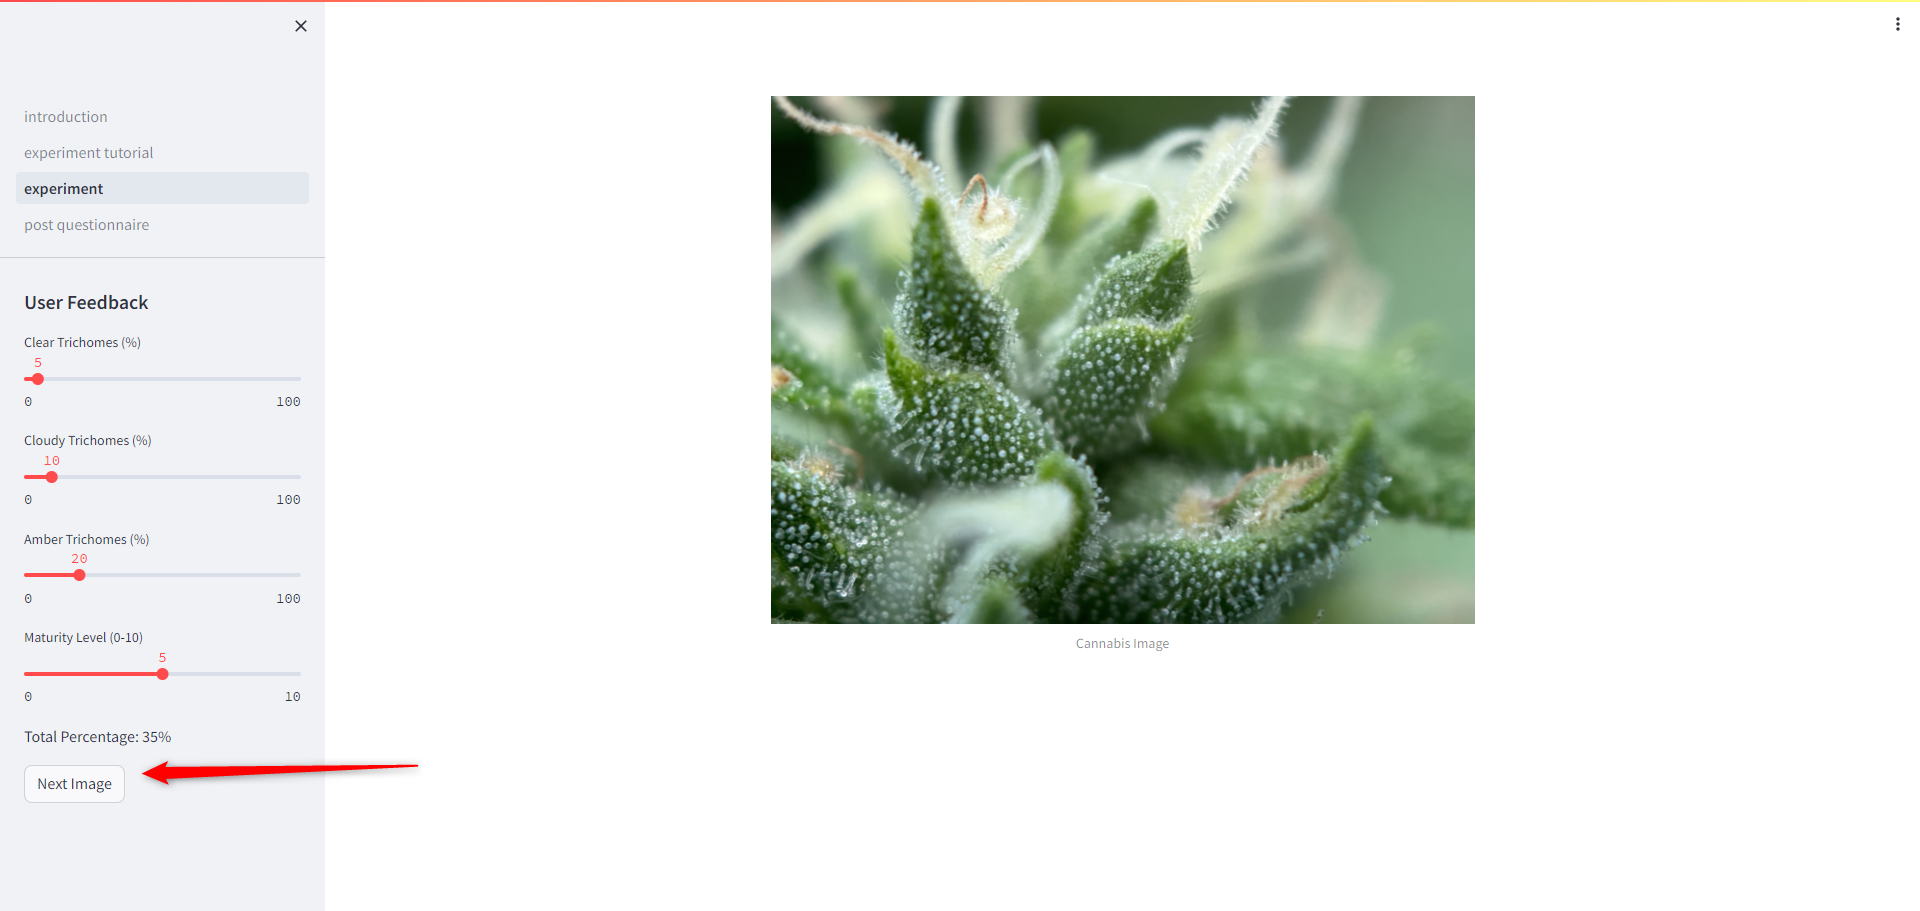 introduction
experiment tutorial
experiment
post questionnaire
User Feedback
Clear Trichomes (%)
5
0 100
Cloudy Trichomes (%)
10
0 100
Amber Trichomes (%)
20
0 100
Maturity Level (0-10)
5
0 10
Total Percentage: 35%
Next Image
Cannabis Image